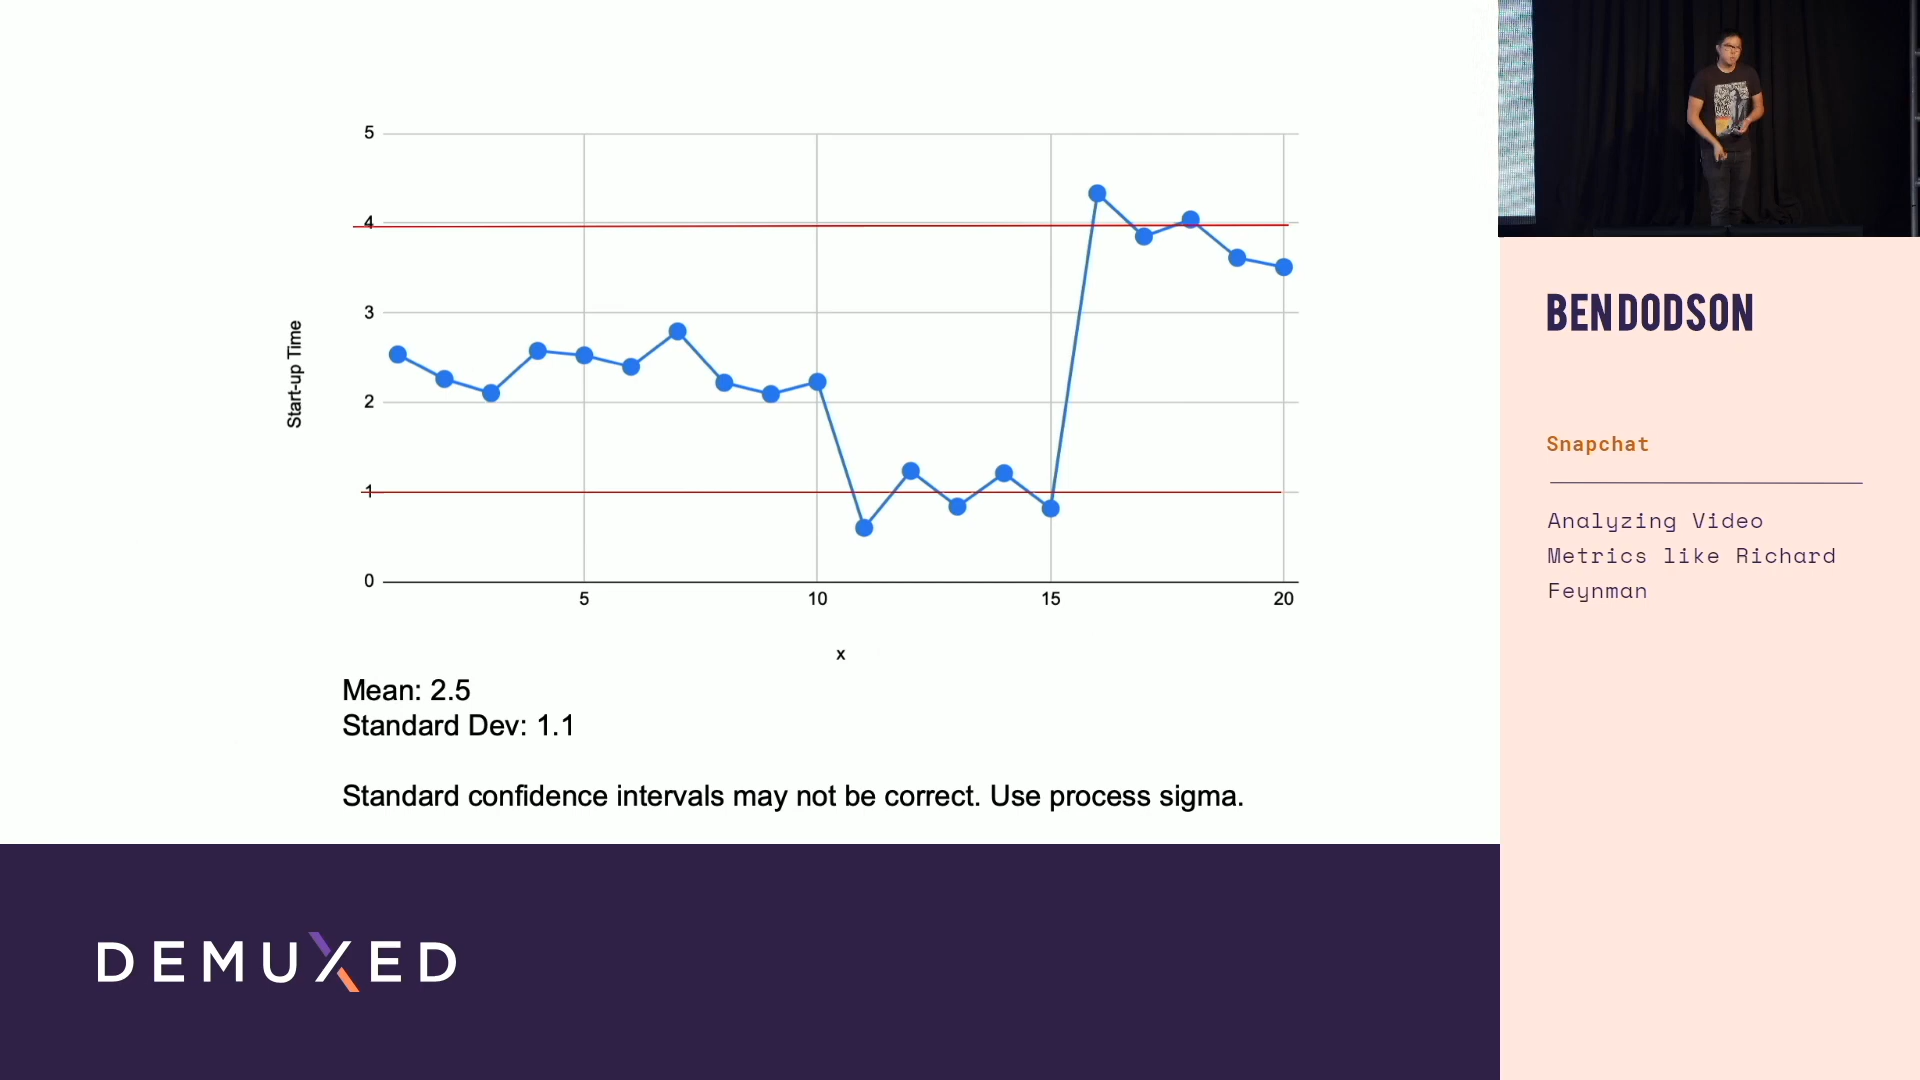 5
4
3
2
1
0
Start-up Time
5
10
15
20
x
Mean: 2.5
Standard Dev: 1.1
Standard confidence intervals may not be correct. Use process sigma.
DEMUXED
BEN DODSON
Snapchat
Analyzing Video
Metrics like Richard
Feynman